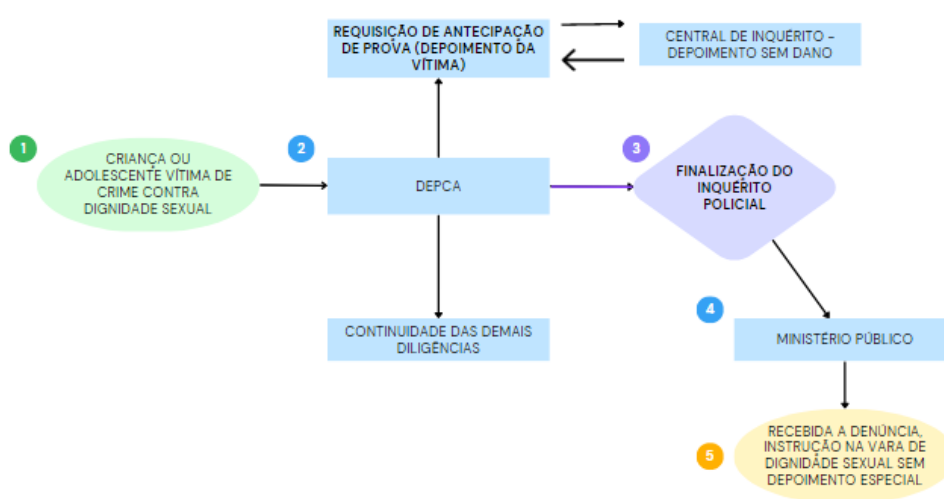 REQUISIÇÃO DE ANTECIPAÇÃO
DE PROVA (DEPOIMENTO DA
VÍTIMA)
CENTRAL DE INQUÉRITO -
DEPOIMENTO SEM DANO
1
CRIANÇA OU
ADOLESCENTE VÍTIMA DE
CRIME CONTRA
DIGNIDADE SEXUAL
2
DEPCA
3
FINALIZAÇÃO DO
INQUÉRITO
POLICIAL
CONTINUIDADE DAS DEMAIS
DILIGÊNCIAS
4
MINISTÉRIO PÚBLICO
5
RECEBIDA A DENÚNCIA,
INSTRUÇÃO NA VARA DE
DIGNIDADE SEXUAL SEM
DEPOIMENTO ESPECIAL